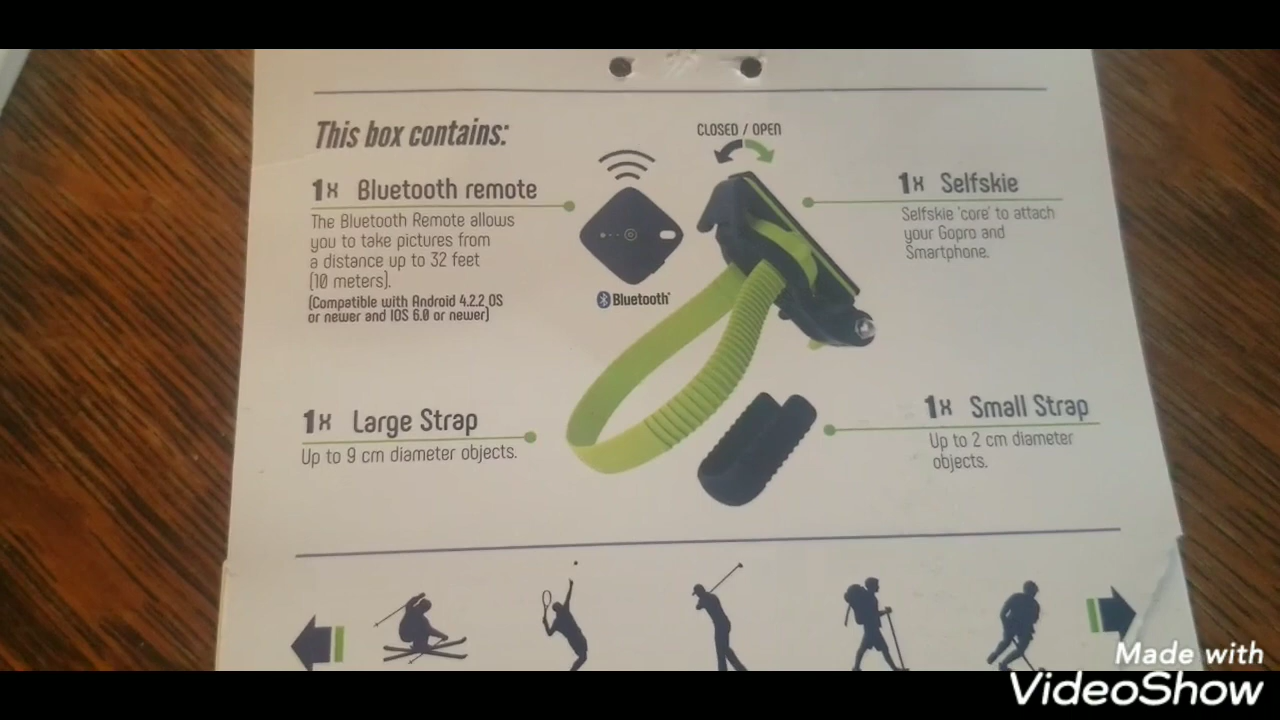 This box contains:
CLOSED / OPEN
1x Bluetooth remote
The Bluetooth Remote allows
you to take pictures from
a distance up to 32 feet
(10 meters).
(Compatible with Android 4.2.2 OS
or newer and IOS 6.0 or newer)
Bluetooth®
1x Selfskie
Selfskie 'core' to attach
your Gopro and
Smartphone.
1x Large Strap
Up to 9 cm diameter objects.
1x Small Strap
Up to 2 cm diameter
objects.
Made with
VideoShow